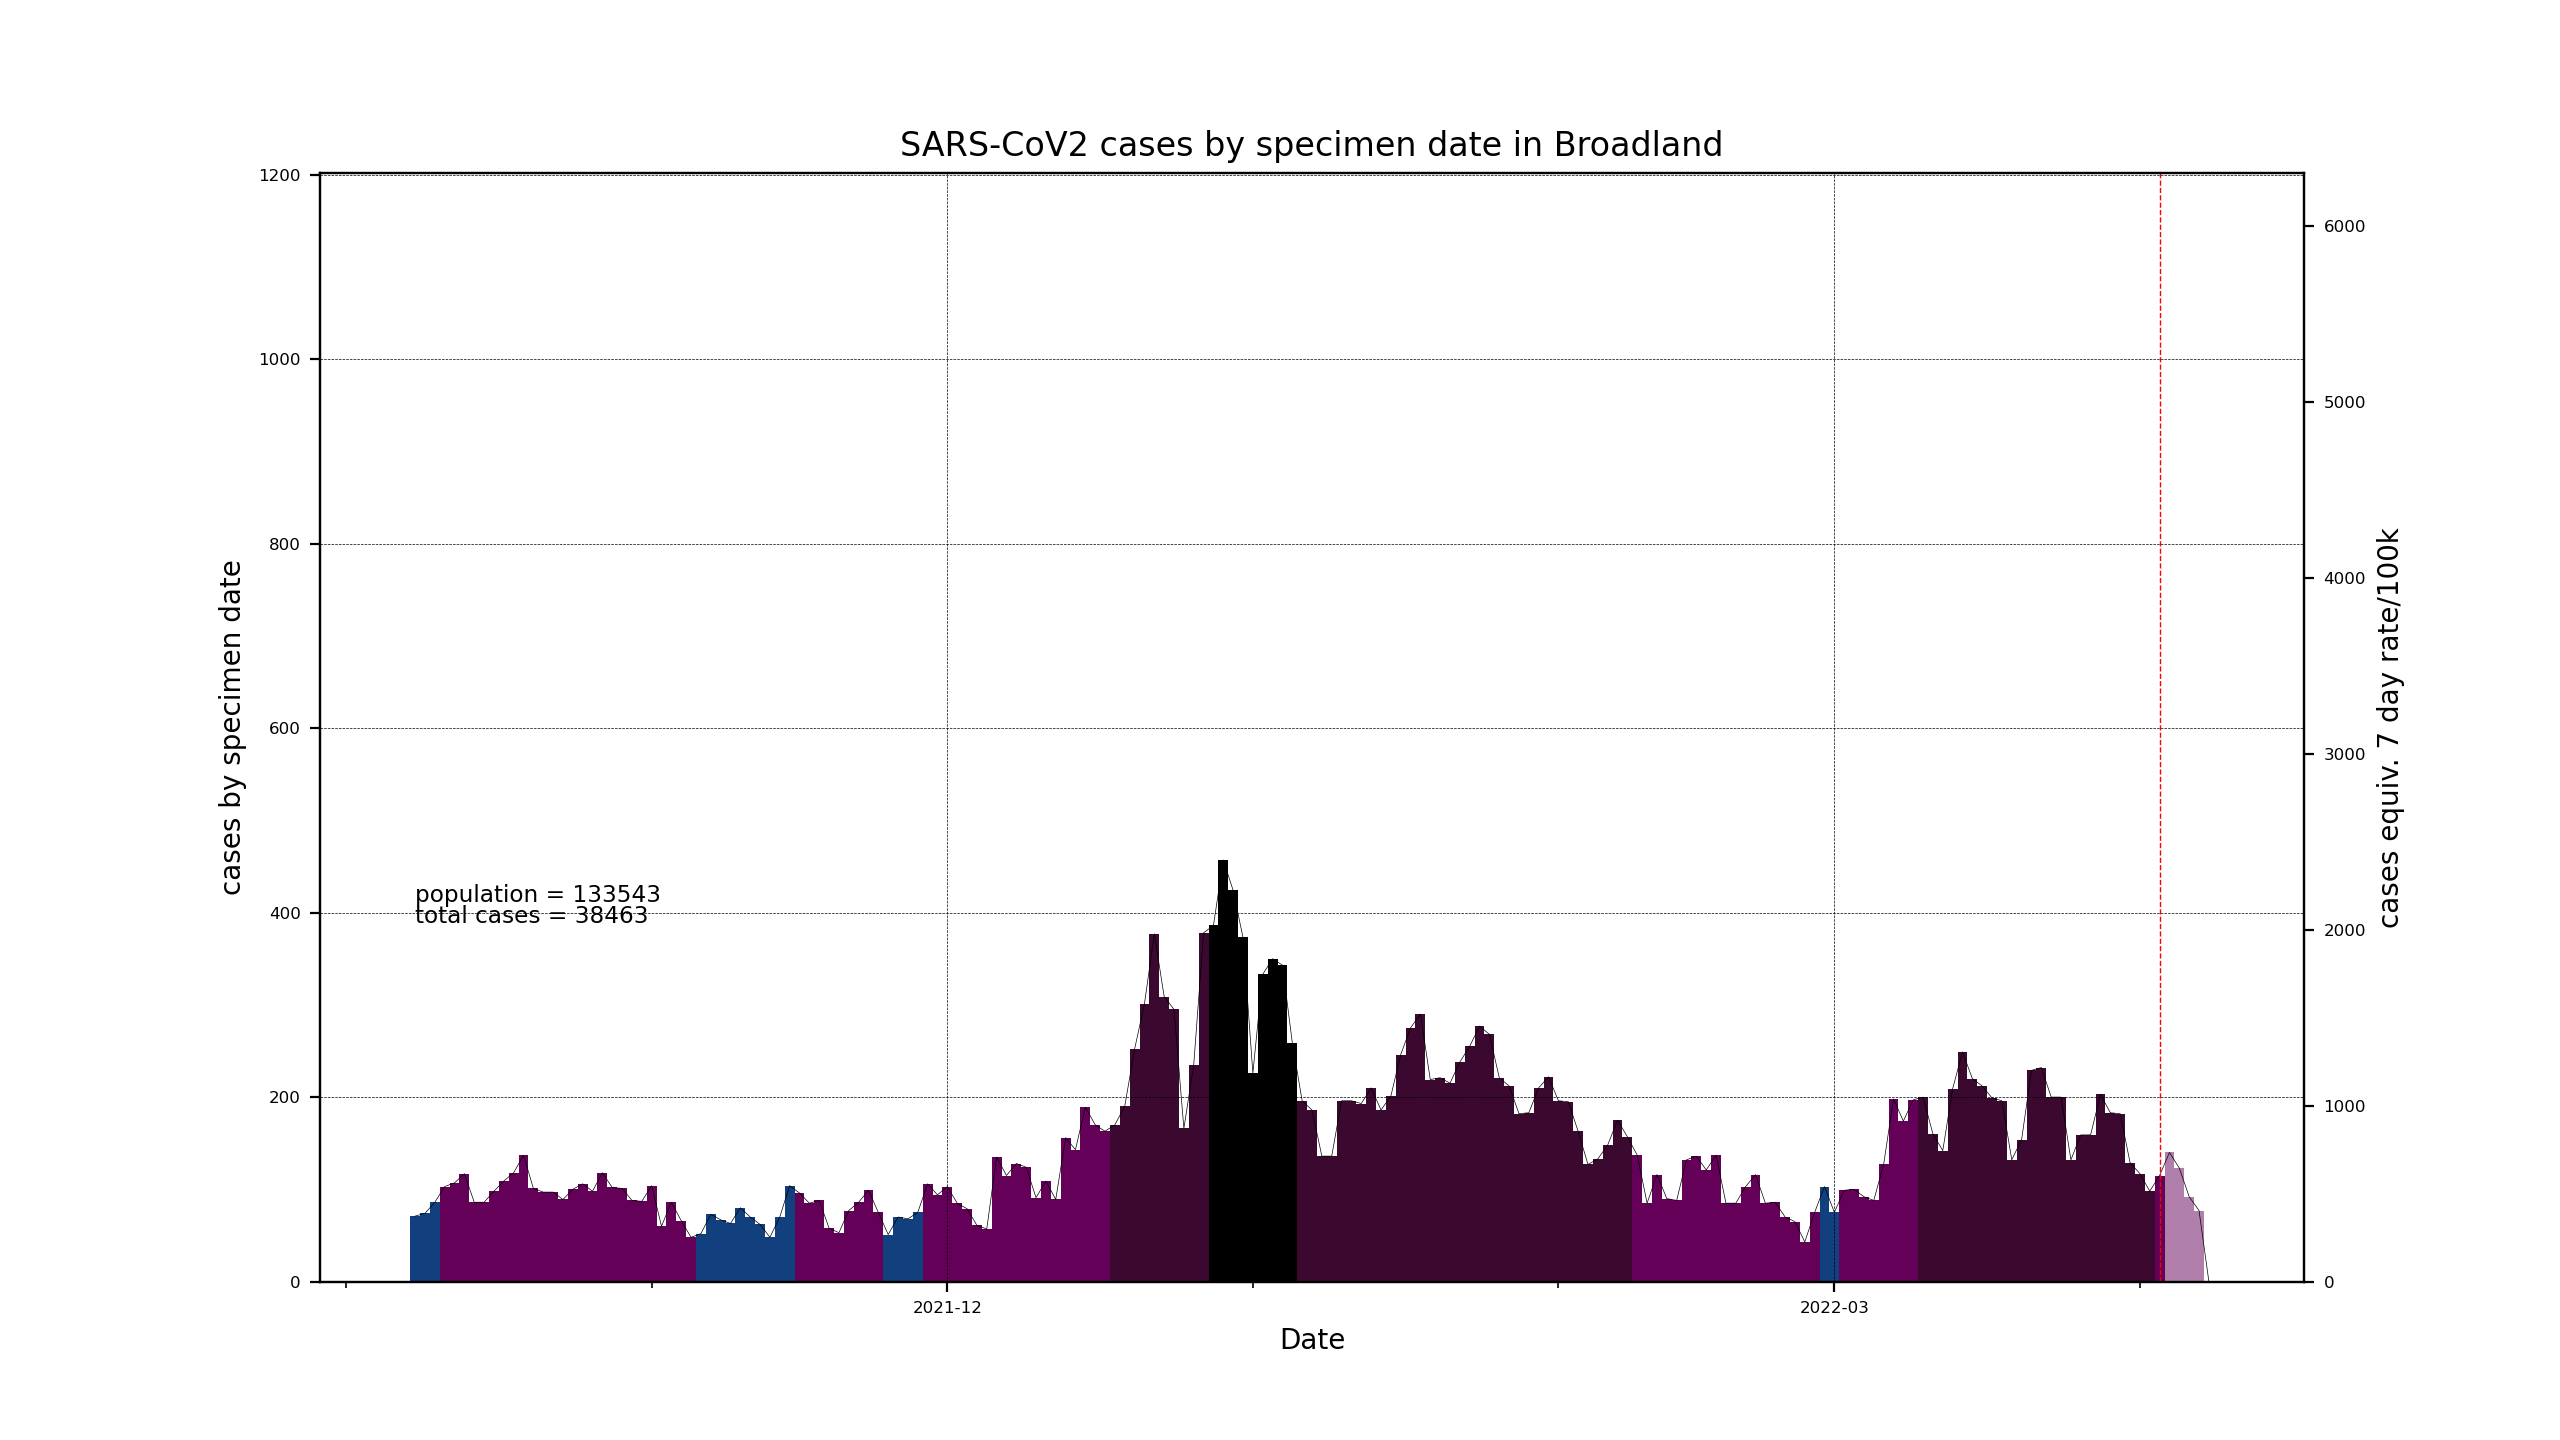 SARS-CoV2 cases by specimen date in Broadland
1200
1000
800
600
400
200
0
cases by specimen date
population = 133543
total cases = 38463
6000
5000
4000
3000
2000
1000
0
cases equiv. 7 day rate/100k
2021-12
2022-03
Date